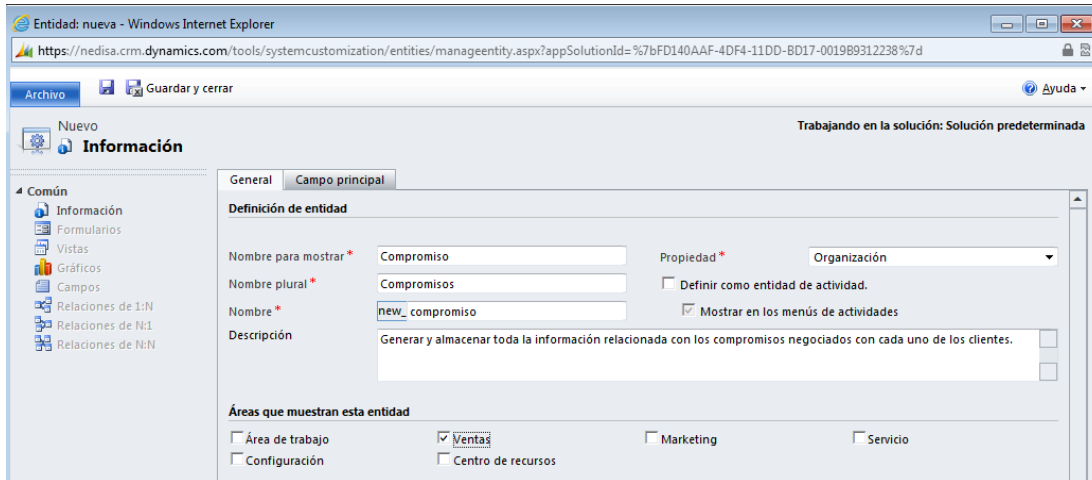 Entidad: nueva - Windows Internet Explorer
https://nedisa.crm.dynamics.com/tools/systemcustomization/entities/manageentity.aspx?appSolutionId=%7bFD140AAF-4DF4-11DD-BD17-0019B9312238%7d
Archivo Guardar y cerrar Ayuda
Nuevo
Información
Trabajando en la solución: Solución predeterminada
Común
Información
Formularios
Vistas
Gráficos
Campos
Relaciones de 1:N
Relaciones de N:1
Relaciones de N:N
General Campo principal
Definición de entidad
Nombre para mostrar * Compromiso Propiedad * Organización
Nombre plural * Compromisos Definir como entidad de actividad.
Nombre * new_ compromiso Mostrar en los menús de actividades
Descripción Generar y almacenar toda la información relacionada con los compromisos negociados con cada uno de los clientes.
Áreas que muestran esta entidad
Área de trabajo Ventas Marketing Servicio
Configuración Centro de recursos